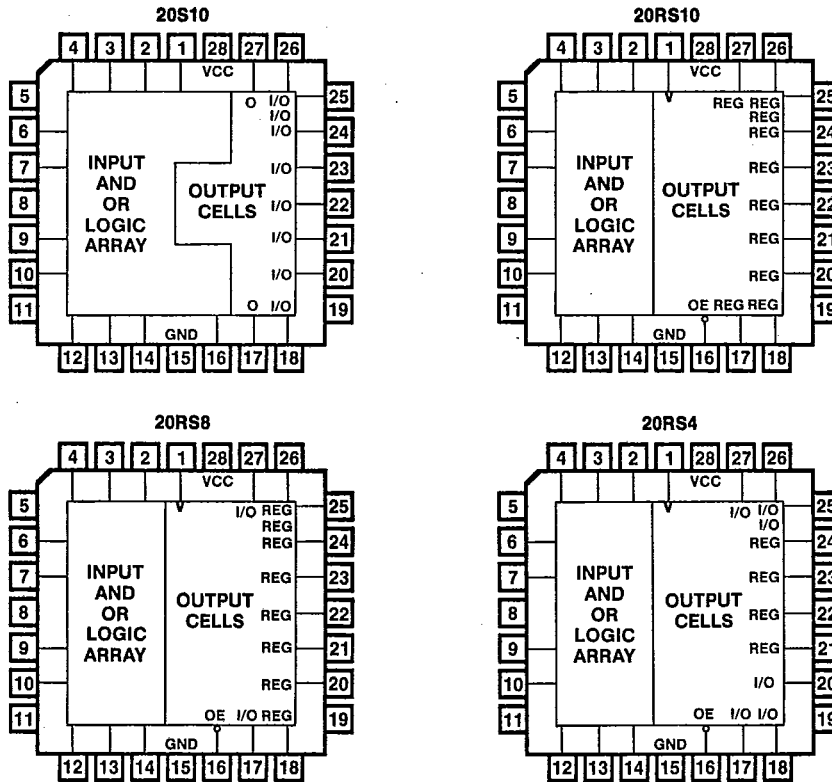 20S10
4 3 2 1 28 27 26
VCC
5 O I/O 25
I/O
6 I/O 24
7 INPUT I/O 23
AND
8 OR OUTPUT I/O 22
LOGIC CELLS
9 ARRAY I/O 21
10 I/O 20
11 O I/O 19
GND
12 13 14 15 16 17 18
20RS10
4 3 2 1 28 27 26
VCC
5 REG REG 25
REG
6 REG 24
7 INPUT REG 23
AND
8 OR OUTPUT REG 22
LOGIC CELLS
9 ARRAY REG 21
10 REG 20
11 OE REG REG 19
GND
12 13 14 15 16 17 18
20RS8
4 3 2 1 28 27 26
VCC
5 I/O REG 25
REG
6 REG 24
7 INPUT REG 23
AND
8 OR OUTPUT REG 22
LOGIC CELLS
9 ARRAY REG 21
10 REG 20
11 OE I/O REG 19
GND
12 13 14 15 16 17 18
20RS4
4 3 2 1 28 27 26
VCC
5 I/O I/O 25
I/O
6 REG 24
7 INPUT REG 23
AND
8 OR OUTPUT REG 22
LOGIC CELLS
9 ARRAY REG 21
10 I/O 20
11 OE I/O I/O 19
GND
12 13 14 15 16 17 18